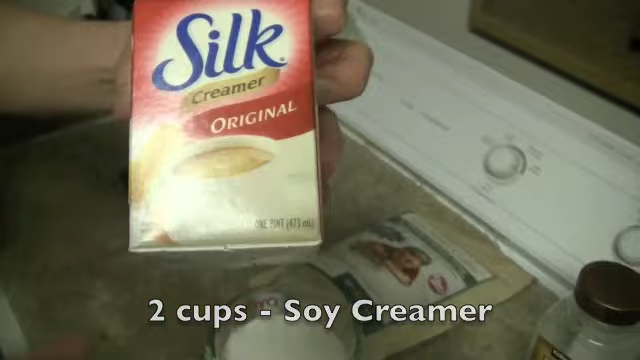 Silk
Creamer
ORIGINAL
ONE PINT (473 mL)
2 cups - Soy Creamer